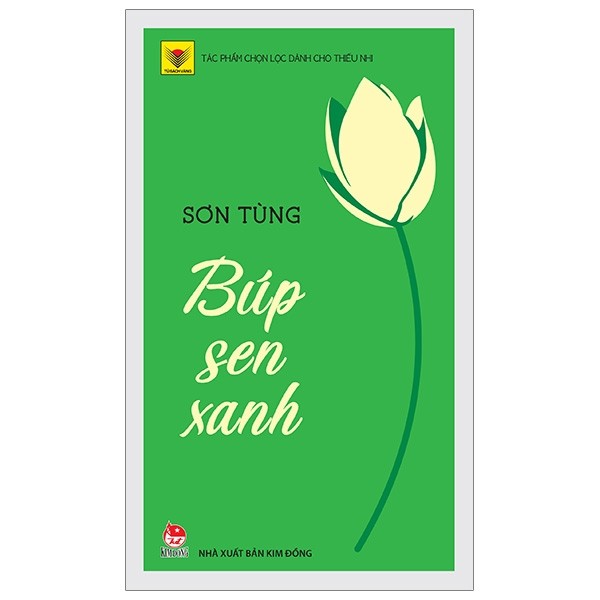 TỦ SÁCH VÀNG
TÁC PHẨM CHỌN LỌC DÀNH CHO THIẾU NHI
SƠN TÙNG
Búp
sen
xanh
KIM ĐỒNG
NHÀ XUẤT BẢN KIM ĐỒNG